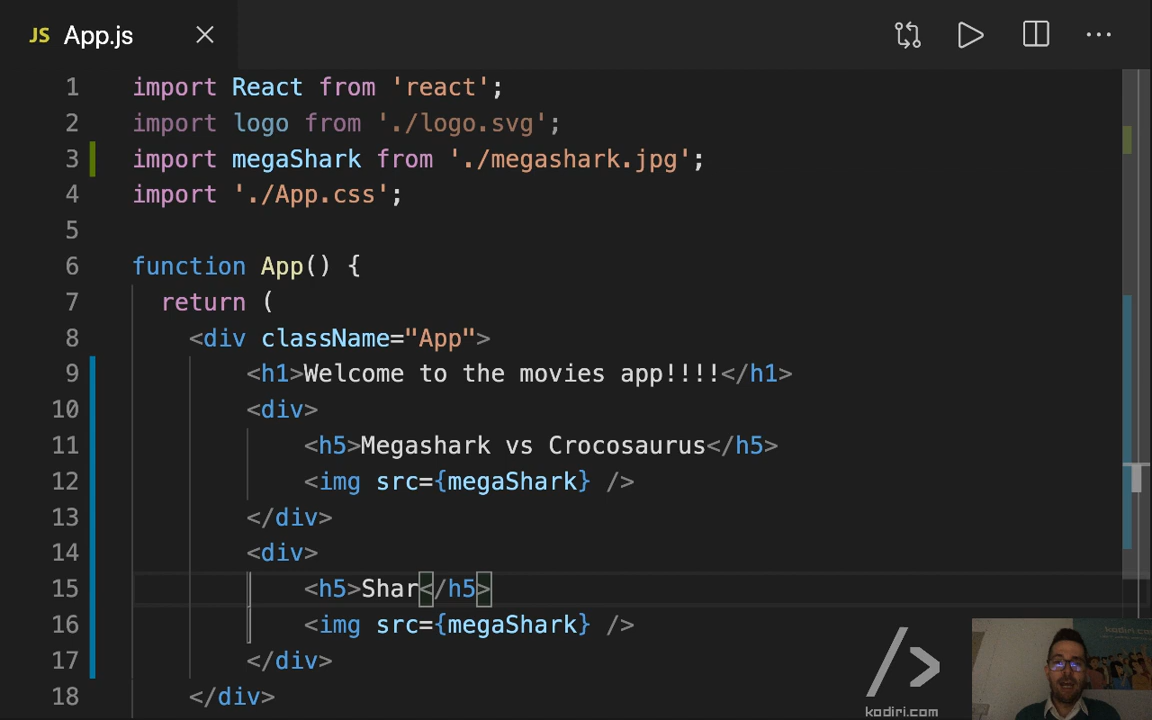 JS App.js
1 import React from 'react';
2 import logo from './logo.svg';
3 import megaShark from './megashark.jpg';
4 import './App.css';
5
6 function App() {
7 return (
8 <div className="App">
9 <h1>Welcome to the movies app!!!!</h1>
10 <div>
11 <h5>Megashark vs Crocosaurus</h5>
12 <img src={megaShark} />
13 </div>
14 <div>
15 <h5>Shar</h5>
16 <img src={megaShark} />
17 </div>
18 </div>
/>
kodiri.com